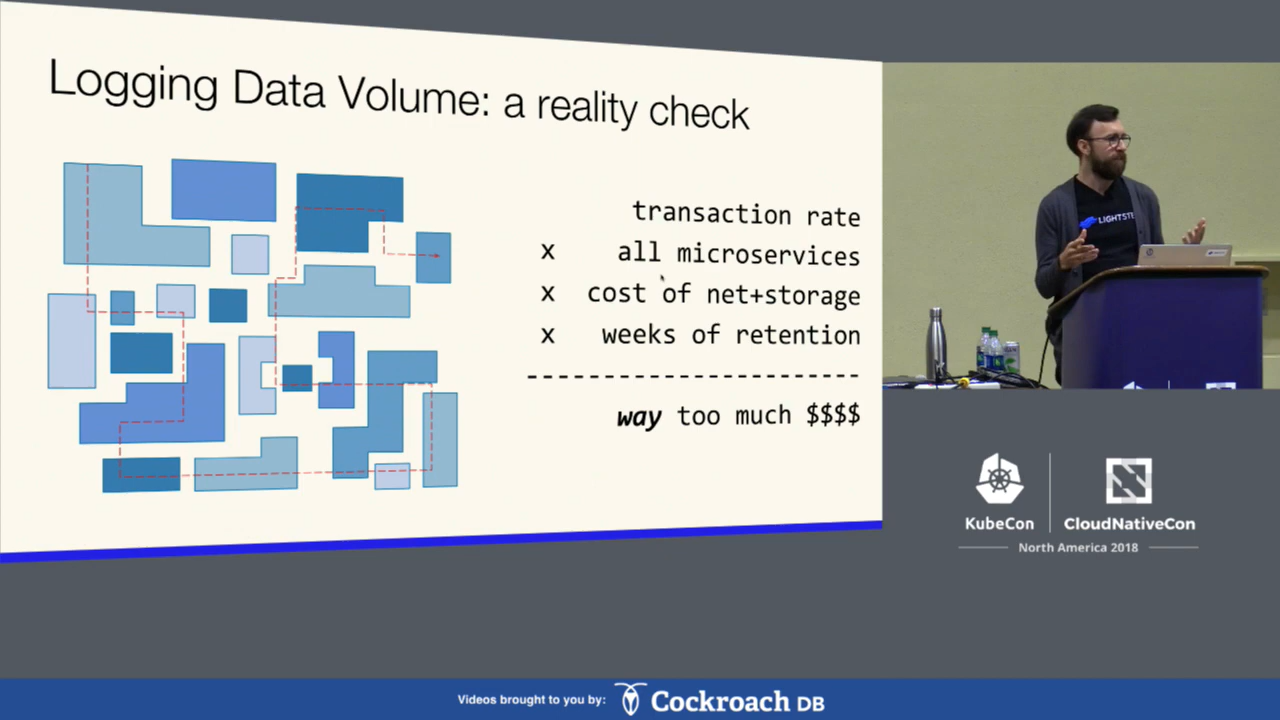 Logging Data Volume: a reality check
transaction rate
x all microservices
x cost of net+storage
x weeks of retention
-----------------------
way too much $$$$
LIGHTSTE
KubeCon
CloudNativeCon
North America 2018
Videos brought to you by:
Cockroach DB